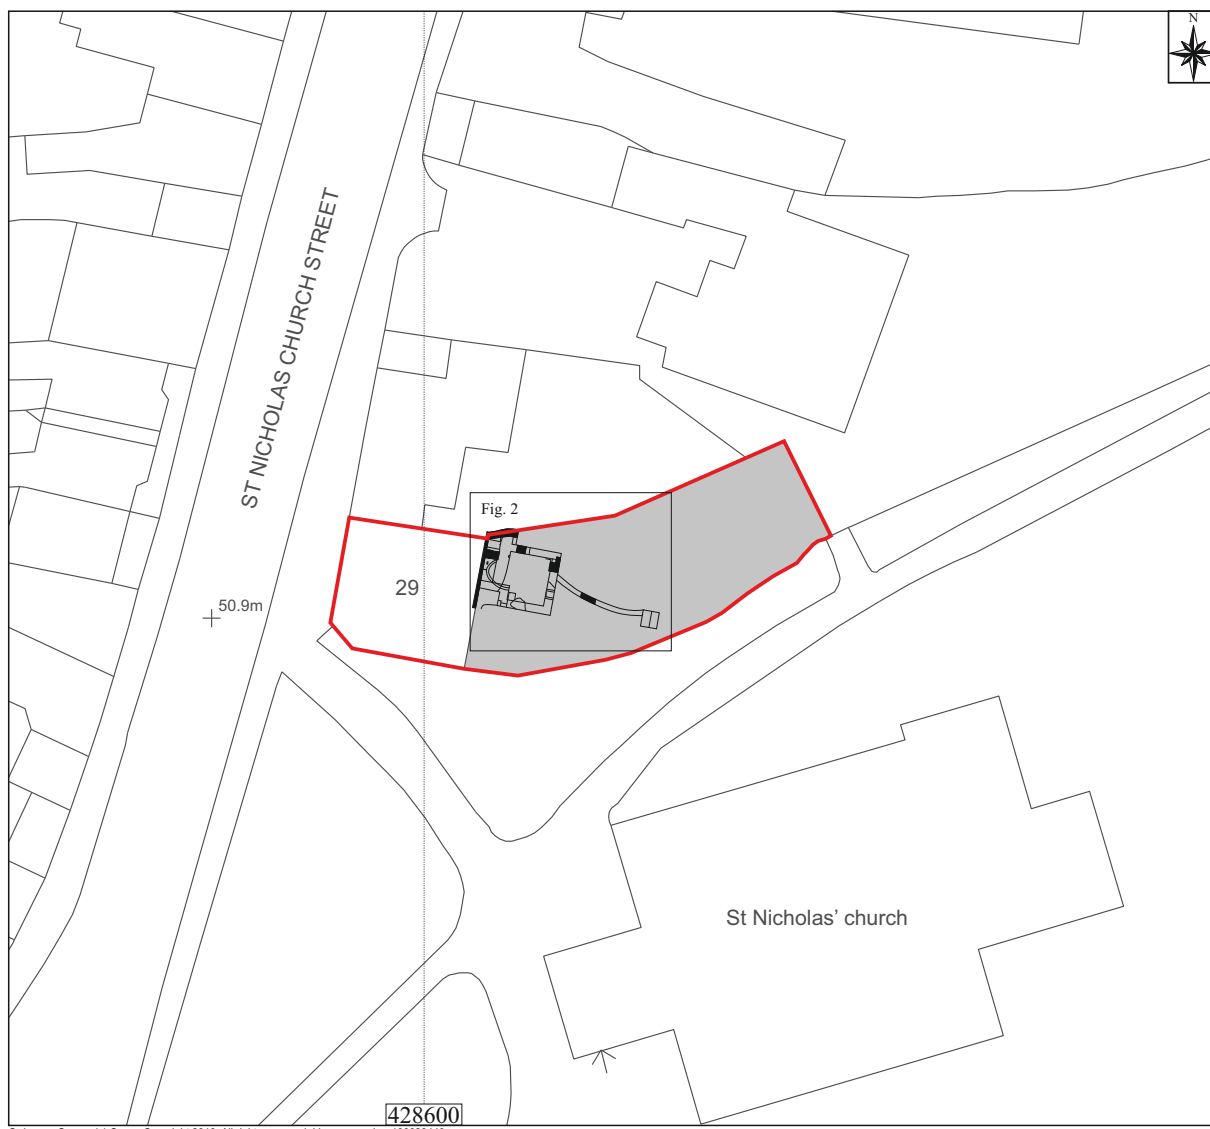 N
ST NICHOLAS CHURCH STREET
Fig. 2
29
50.9m
St Nicholas' church
428600